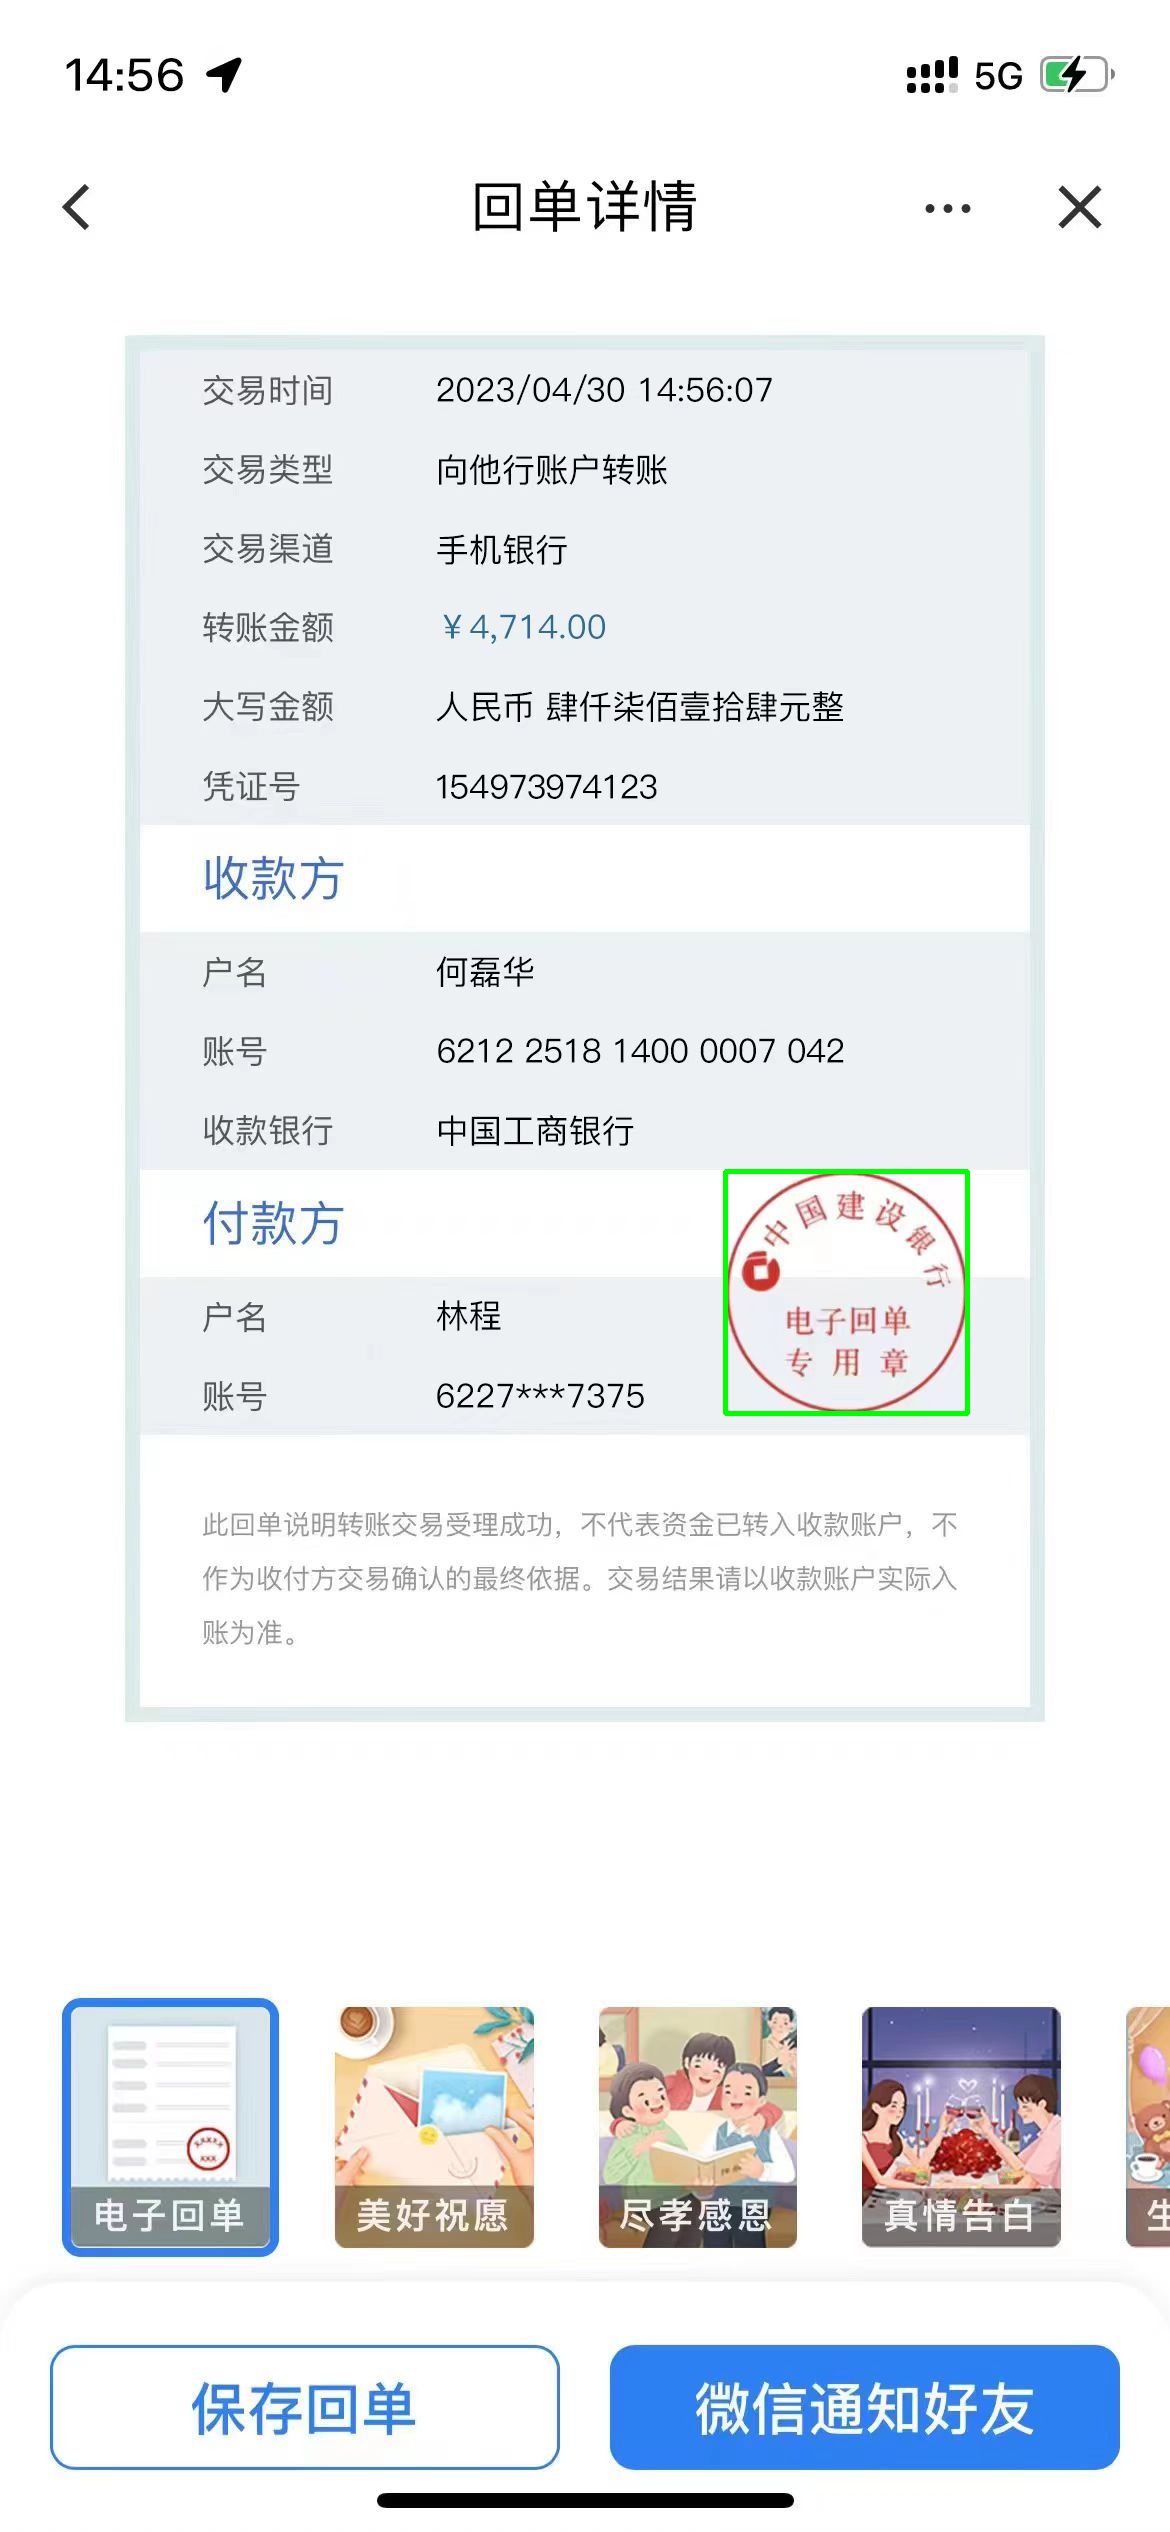 14:56
5G
回单详情
交易时间 2023/04/30 14:56:07
交易类型 向他行账户转账
交易渠道 手机银行
转账金额 ￥4,714.00
大写金额 人民币 肆仟柒佰壹拾肆元整
凭证号 154973974123
收款方
户名 何磊华
账号 6212 2518 1400 0007 042
收款银行 中国工商银行
付款方
中国建设银行
电子回单
专用章
户名 林程
账号 6227***7375
此回单说明转账交易受理成功，不代表资金已转入收款账户，不
作为收付方交易确认的最终依据。交易结果请以收款账户实际入
账为准。
电子回单 美好祝愿 尽孝感恩 真情告白 生
保存回单 微信通知好友